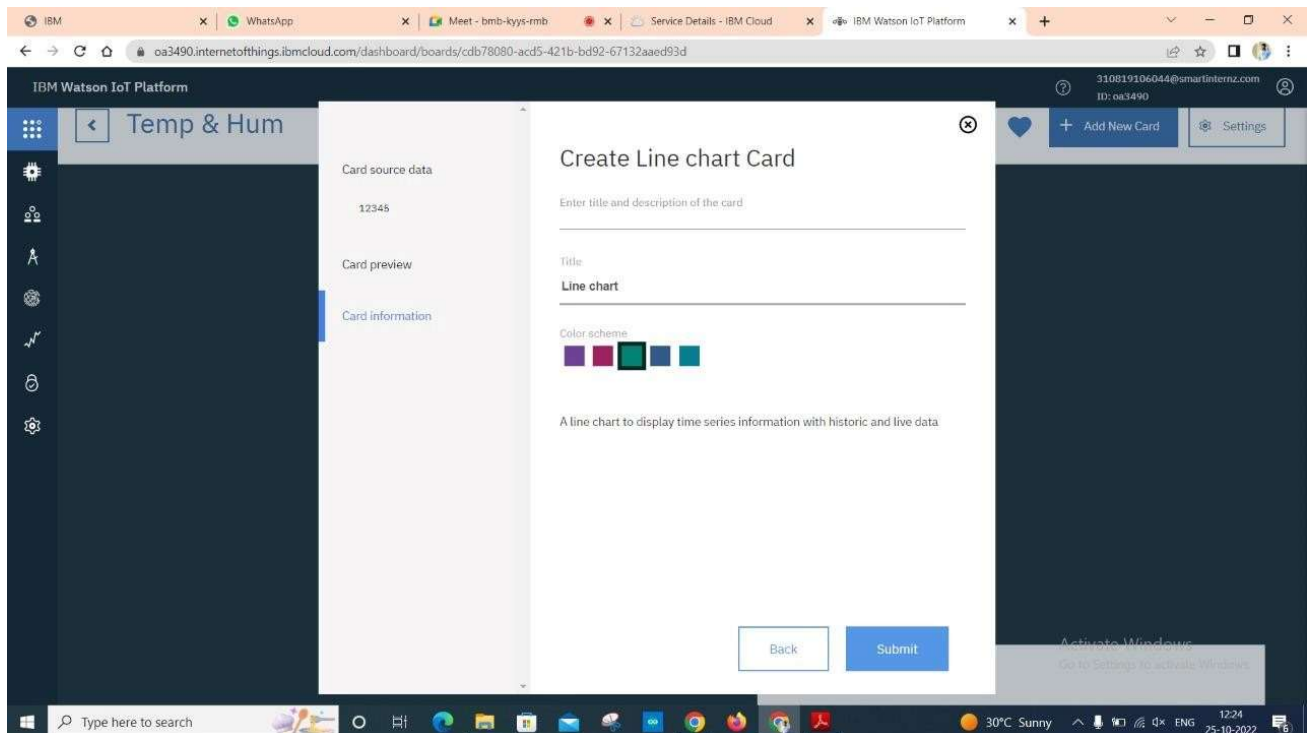 IBM
WhatsApp
Meet - bmb-kyys-rmb
Service Details - IBM Cloud
IBM Watson IoT Platform
oa3490.internetofthings.ibmcloud.com/dashboard/boards/cdb78080-acd5-421b-bd92-67132aaed93d
IBM Watson IoT Platform
310819106044@smartinternz.com
ID: oa3490
Temp & Hum
+ Add New Card
Settings
Card source data
12345
Card preview
Card information
Create Line chart Card
Enter title and description of the card
Title
Line chart
Color scheme
A line chart to display time series information with historic and live data
Back
Submit
Activate Windows
Go to Settings to activate Windows.
Type here to search
30°C Sunny
ENG
12:24
25-10-2022
6